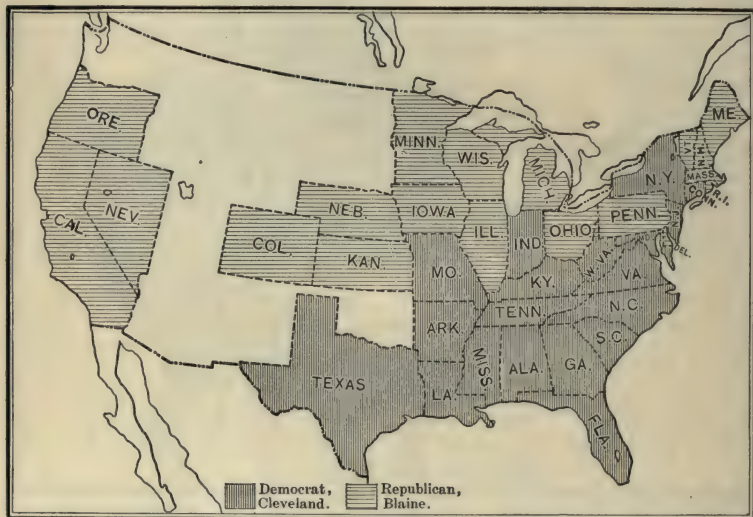 ORE.
MINN.
ME.
WIS.
MICH.
VT.
N.H.
N.Y.
MASS.
R.I.
CONN.
NEV.
NEB.
IOWA
PENN.
CAL.
COL.
ILL.
IND.
OHIO
DEL.
KAN.
MO.
W. VA.
VA.
KY.
N.C.
TENN.
ARK.
S.C.
TEXAS
LA.
MISS.
ALA.
GA.
FLA.
Democrat,
Cleveland.
Republican,
Blaine.